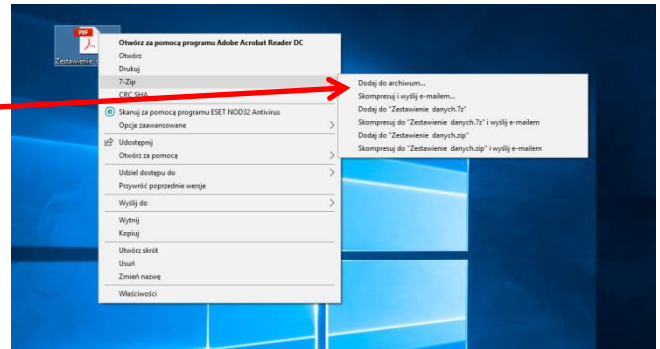 PDF
Zestawienie
Otwórz za pomocą programu Adobe Acrobat Reader DC
Otwórz
Drukuj
7-Zip
CRC SHA
Skanuj za pomocą programu ESET NOD32 Antivirus
Opcje zaawansowane
Udostępnij
Otwórz za pomocą
Udziel dostępu do
Przywróć poprzednie wersje
Wyślij do
Wytnij
Kopiuj
Utwórz skrót
Usuń
Zmień nazwę
Właściwości
Dodaj do archiwum...
Skompresuj i wyślij e-mailem...
Dodaj do "Zestawienie danych.7z"
Skompresuj do "Zestawienie danych.7z" i wyślij e-mailem
Dodaj do "Zestawienie danych.zip"
Skompresuj do "Zestawienie danych.zip" i wyślij e-mailem